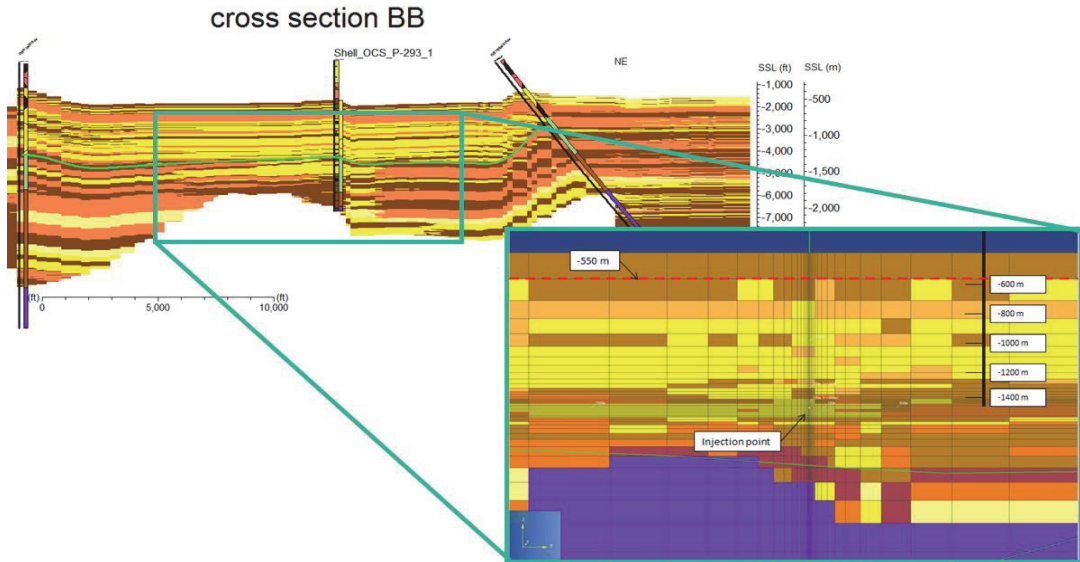 cross section BB
Shell_OCS_P-293_1
NE
SSL (ft) SSL (m)
-1,000
-2,000
-3,000
-4,000
-5,000
-6,000
-7,000
-500
-1,000
-1,500
-2,000
(ft) 0 5,000 10,000 (ft)
-550 m
-600 m
-800 m
-1000 m
-1200 m
-1400 m
Injection point